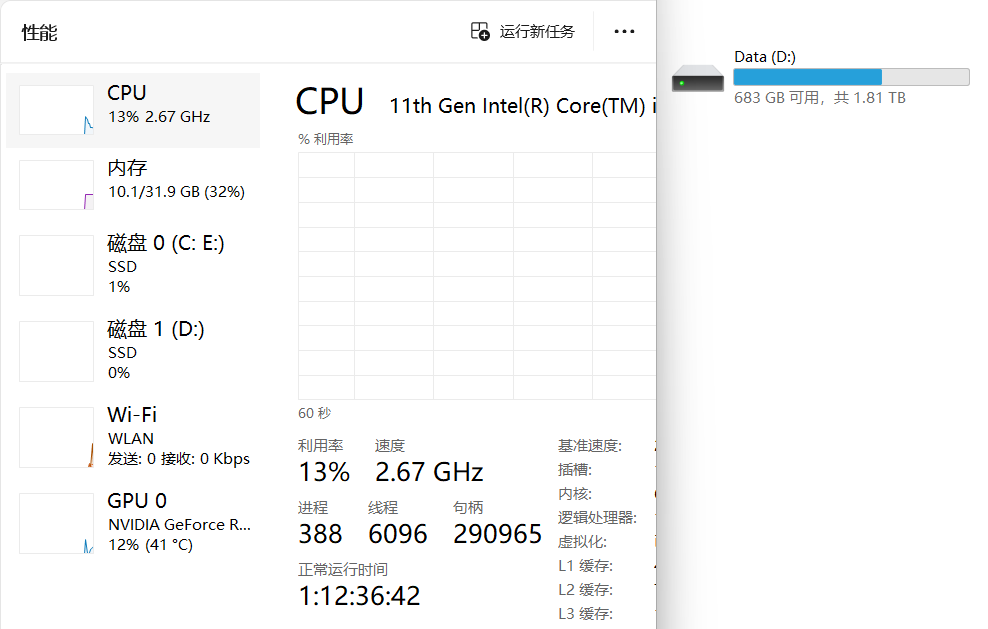 性能
运行新任务
CPU
13% 2.67 GHz
内存
10.1/31.9 GB (32%)
磁盘 0 (C: E:)
SSD
1%
磁盘 1 (D:)
SSD
0%
Wi-Fi
WLAN
发送: 0 接收: 0 Kbps
GPU 0
NVIDIA GeForce R...
12% (41 °C)
CPU
11th Gen Intel(R) Core(TM) i
% 利用率
60 秒
利用率 速度
13% 2.67 GHz
进程 线程 句柄
388 6096 290965
正常运行时间
1:12:36:42
基准速度:
插槽:
内核:
逻辑处理器:
虚拟化:
L1 缓存:
L2 缓存:
L3 缓存:
Data (D:)
683 GB 可用，共 1.81 TB